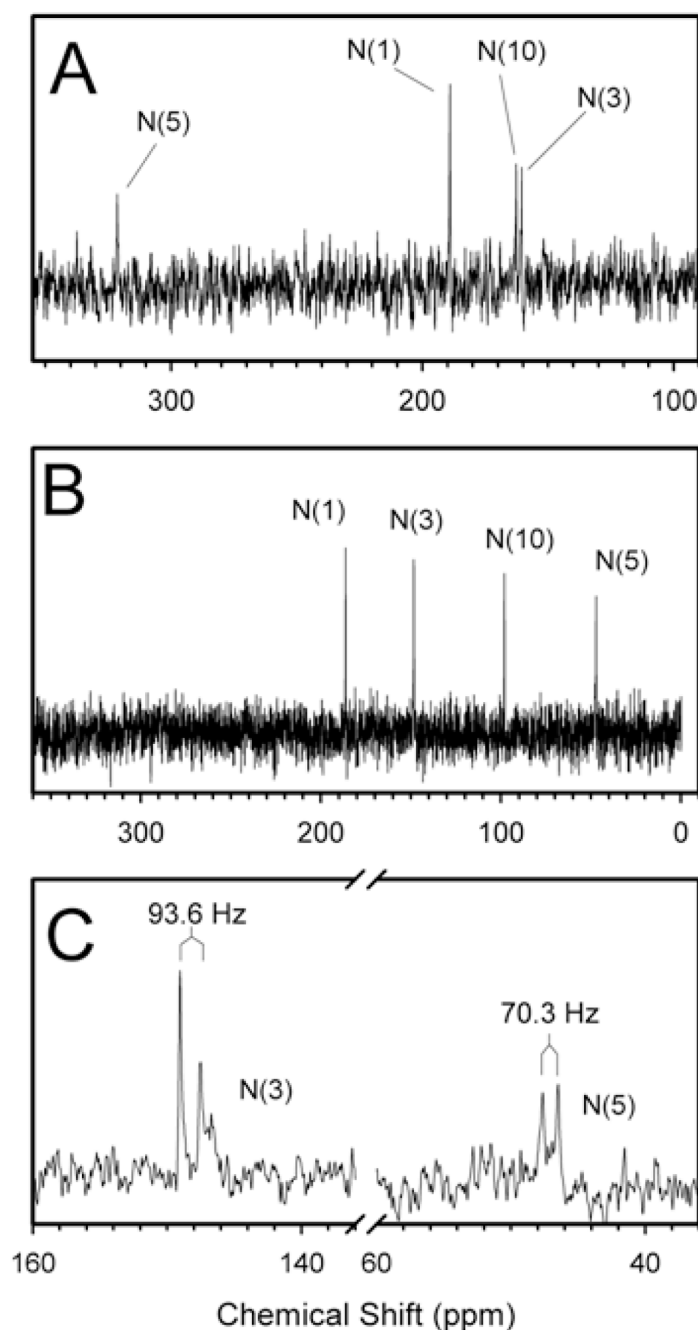 A
N(1)
N(10)
N(3)
N(5)
300
200
100
B
N(1)
N(3)
N(10)
N(5)
300
200
100
0
C
93.6 Hz
70.3 Hz
N(3)
N(5)
160
140
60
40
Chemical Shift (ppm)